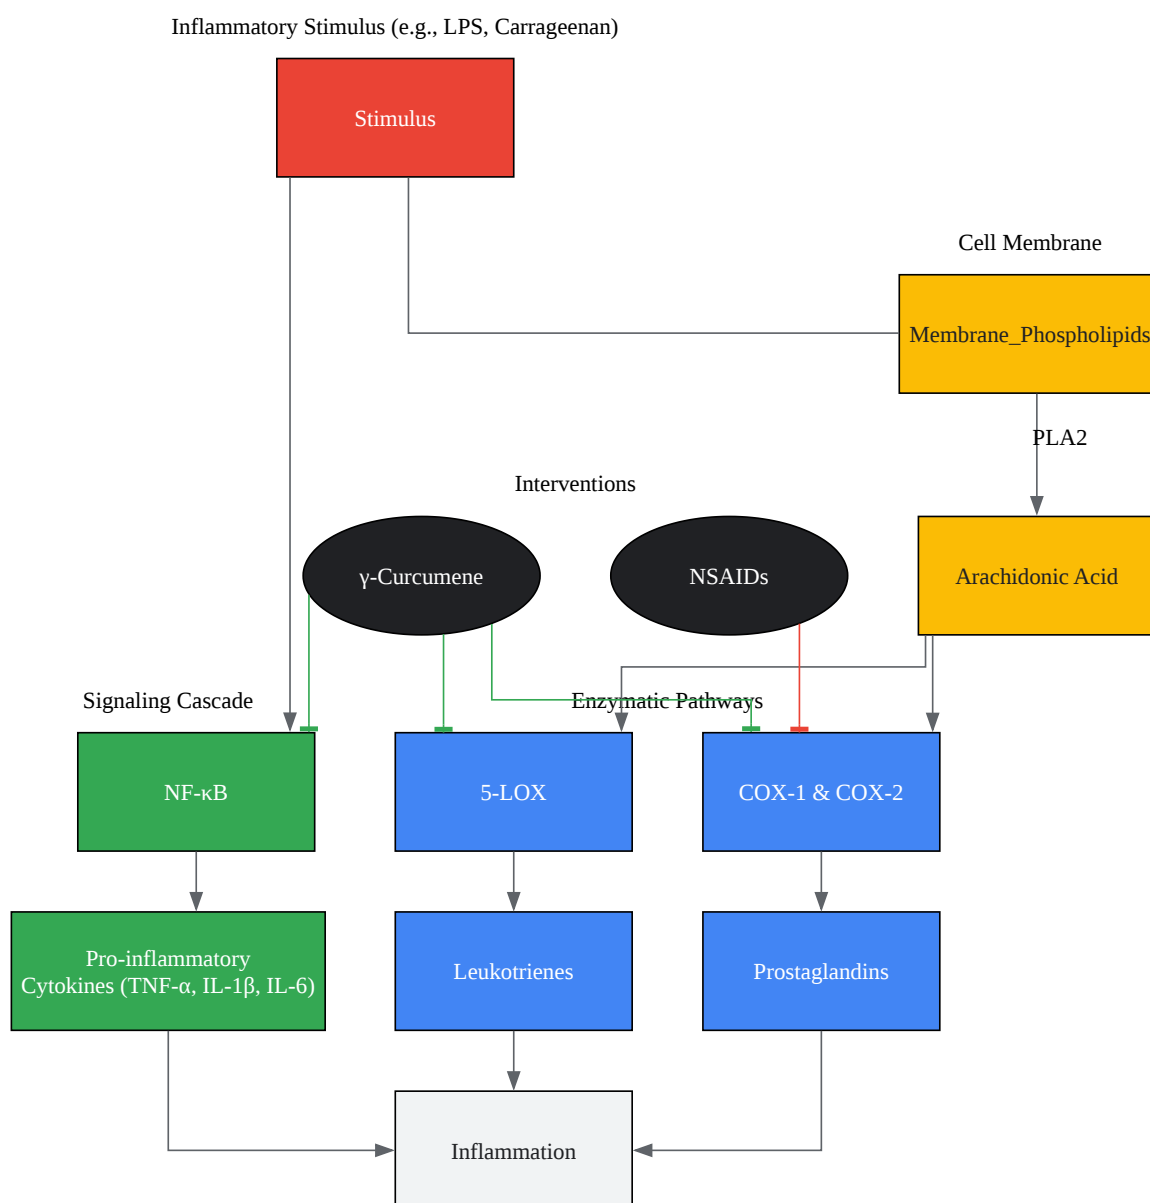 Inflammatory Stimulus (e.g., LPS, Carrageenan)
Stimulus
Cell Membrane
Membrane_Phospholipids
PLA2
Interventions
γ-Curcumene
NSAIDs
Arachidonic Acid
Signaling Cascade
Enzymatic Pathways
NF-κB
5-LOX
COX-1 & COX-2
Pro-inflammatory
Cytokines (TNF-α, IL-1β, IL-6)
Leukotrienes
Prostaglandins
Inflammation